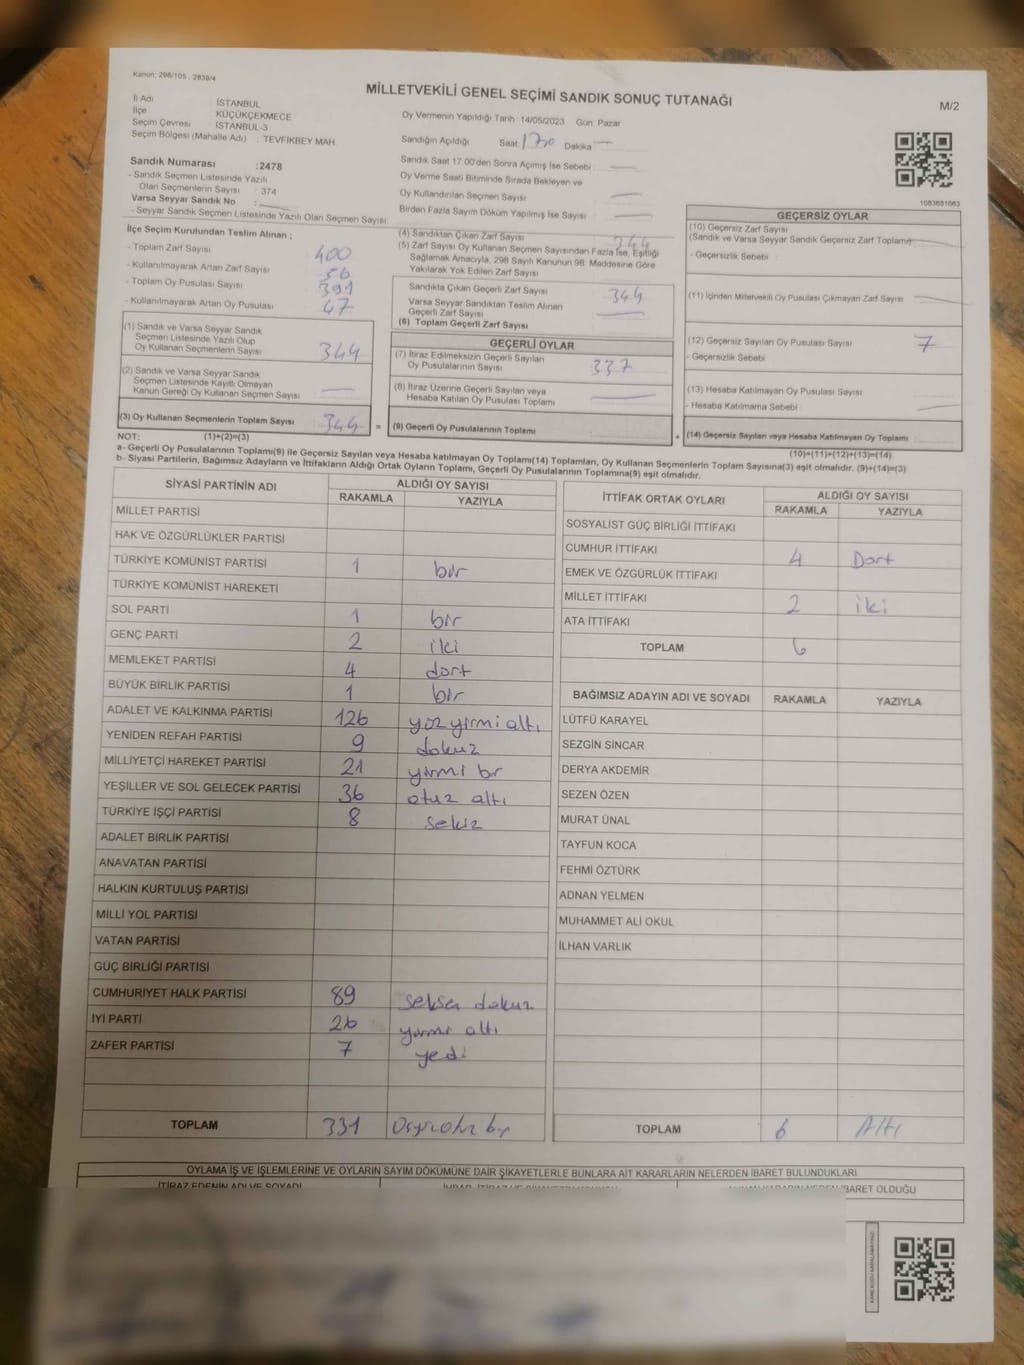 Kanun; 298/105 , 2839/4
MİLLETVEKİLİ GENEL SEÇİMİ SANDIK SONUÇ TUTANAĞI
M/2
İl Adı : İSTANBUL
İlçe : KÜÇÜKÇEKMECE
Seçim Çevresi : İSTANBUL-3
Seçim Bölgesi (Mahalle Adı) : TEVFİKBEY MAH.
Oy Vermenin Yapıldığı Tarih :14/05/2023 Gün :Pazar
Sandığın Açıldığı Saat: Dakika
Sandık Saat 17.00'den Sonra Açılmış İse Sebebi :
Oy Verme Saati Bitiminde Sırada Bekleyen ve
Oy Kullandırılan Seçmen Sayısı
Birden Fazla Sayım Döküm Yapılmış İse Sayısı
Sandık Numarası :2478
- Sandık Seçmen Listesinde Yazılı
Olan Seçmenlerin Sayısı : 374
Varsa Seyyar Sandık No :
- Seyyar Sandık Seçmen Listesinde Yazılı Olan Seçmen Sayısı:
İlçe Seçim Kurulundan Teslim Alınan ;
- Toplam Zarf Sayısı 400
- Kullanılmayarak Artan Zarf Sayısı 56
- Toplam Oy Pusulası Sayısı 391
- Kullanılmayarak Artan Oy Pusulası 47
(1) Sandık ve Varsa Seyyar Sandık
Seçmen Listesinde Yazılı Olup
Oy Kullanan Seçmenlerin Sayısı 344
(2) Sandık ve Varsa Seyyar Sandık
Seçmen Listesinde Kayıtlı Olmayan
Kanun Gereği Oy Kullanan Seçmen Sayısı :
(3) Oy Kullanan Seçmenlerin Toplam Sayısı 344 =
(1)+(2)=(3)
(4) Sandıktan Çıkan Zarf Sayısı 344
(5) Zarf Sayısı Oy Kullanan Seçmen Sayısından Fazla İse, Eşitliği
Sağlamak Amacıyla, 298 Sayılı Kanunun 98. Maddesine Göre
Yakılarak Yok Edilen Zarf Sayısı :
Sandıkta Çıkan Geçerli Zarf Sayısı 344
Varsa Seyyar Sandıktan Teslim Alınan
Geçerli Zarf Sayısı :
(6) Toplam Geçerli Zarf Sayısı
GEÇERLİ OYLAR
(7) İtiraz Edilmeksizin Geçerli Sayılan
Oy Pusulalarının Sayısı 337
(8) İtiraz Üzerine Geçerli Sayılan veya
Hesaba Katılan Oy Pusulası Toplamı
(9) Geçerli Oy Pusulalarının Toplamı +
1083681663
GEÇERSİZ OYLAR
(10) Geçersiz Zarf Sayısı
(Sandık ve Varsa Seyyar Sandık Geçersiz Zarf Toplamı)
- Geçersizlik Sebebi :
(11) İçinden Milletvekili Oy Pusulası Çıkmayan Zarf Sayısı
(12) Geçersiz Sayılan Oy Pusulası Sayısı 7
- Geçersizlik Sebebi
(13) Hesaba Katılmayan Oy Pusulası Sayısı
- Hesaba Katılmama Sebebi
(14) Geçersiz Sayılan veya Hesaba Katılmayan Oy Toplamı
(10)+(11)+(12)+(13)=(14)
NOT:
a- Geçerli Oy Pusulalarının Toplamı(9) ile Geçersiz Sayılan veya Hesaba katılmayan Oy Toplam(14) Toplamları, Oy Kullanan Seçmenlerin Toplam Sayısına(3) eşit olmalıdır. (9)+(14)=(3)
b- Siyasi Partilerin, Bağımsız Adayların ve İttifakların Aldığı Ortak Oyların Toplamı, Geçerli Oy Pusulalarının Toplamına(9) eşit olmalıdır.
SİYASİ PARTİNİN ADI ALDIĞI OY SAYISI
RAKAMLA YAZIYLA
MİLLET PARTİSİ
HAK VE ÖZGÜRLÜKLER PARTİSİ
TÜRKİYE KOMÜNİST PARTİSİ 1 bir
TÜRKİYE KOMÜNİST HAREKETİ
SOL PARTİ 1 bir
GENÇ PARTİ 2 iki
MEMLEKET PARTİSİ 4 dört
BÜYÜK BİRLİK PARTİSİ 1 bir
ADALET VE KALKINMA PARTİSİ 126 yüz yirmi altı
YENİDEN REFAH PARTİSİ 9 dokuz
MİLLİYETÇİ HAREKET PARTİSİ 21 yirmi bir
YEŞİLLER VE SOL GELECEK PARTİSİ 36 otuz altı
TÜRKİYE İŞÇİ PARTİSİ 8 sekiz
ADALET BİRLİK PARTİSİ
ANAVATAN PARTİSİ
HALKIN KURTULUŞ PARTİSİ
MİLLİ YOL PARTİSİ
VATAN PARTİSİ
GÜÇ BİRLİĞİ PARTİSİ
CUMHURİYET HALK PARTİSİ 89 seksen dokuz
İYİ PARTİ 26 yirmi altı
ZAFER PARTİSİ 7 yedi
TOPLAM 331
İTTİFAK ORTAK OYLARI ALDIĞI OY SAYISI
RAKAMLA YAZIYLA
SOSYALİST GÜÇ BİRLİĞİ İTTİFAKI
CUMHUR İTTİFAKI 4 Dört
EMEK VE ÖZGÜRLÜK İTTİFAKI
MİLLET İTTİFAKI 2 iki
ATA İTTİFAKI
TOPLAM 6
BAĞIMSIZ ADAYIN ADI VE SOYADI RAKAMLA YAZIYLA
LÜTFÜ KARAYEL
SEZGİN SİNCAR
DERYA AKDEMİR
SEZEN ÖZEN
MURAT ÜNAL
TAYFUN KOCA
FEHMİ ÖZTÜRK
ADNAN YELMEN
MUHAMMET ALİ OKUL
İLHAN VARLIK
TOPLAM 6 Altı
OYLAMA İŞ VE İŞLEMLERİNE VE OYLARIN SAYIM DÖKÜMÜNE DAİR ŞİKAYETLERLE BUNLARA AİT KARARLARIN NELERDEN İBARET BULUNDUKLARI
İTİRAZ EDENİN ADI VE SOYADI
İBARET OLDUĞU